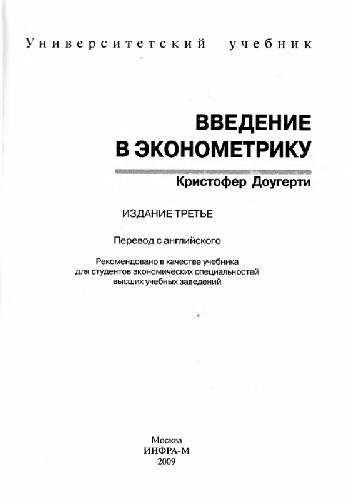 Университетский учебник
ВВЕДЕНИЕ
В ЭКОНОМЕТРИКУ
Кристофер Доугерти
ИЗДАНИЕ ТРЕТЬЕ
Перевод с английского
Рекомендовано в качестве учебника
для студентов экономических специальностей
высших учебных заведений
Москва
ИНФРА-М
2009